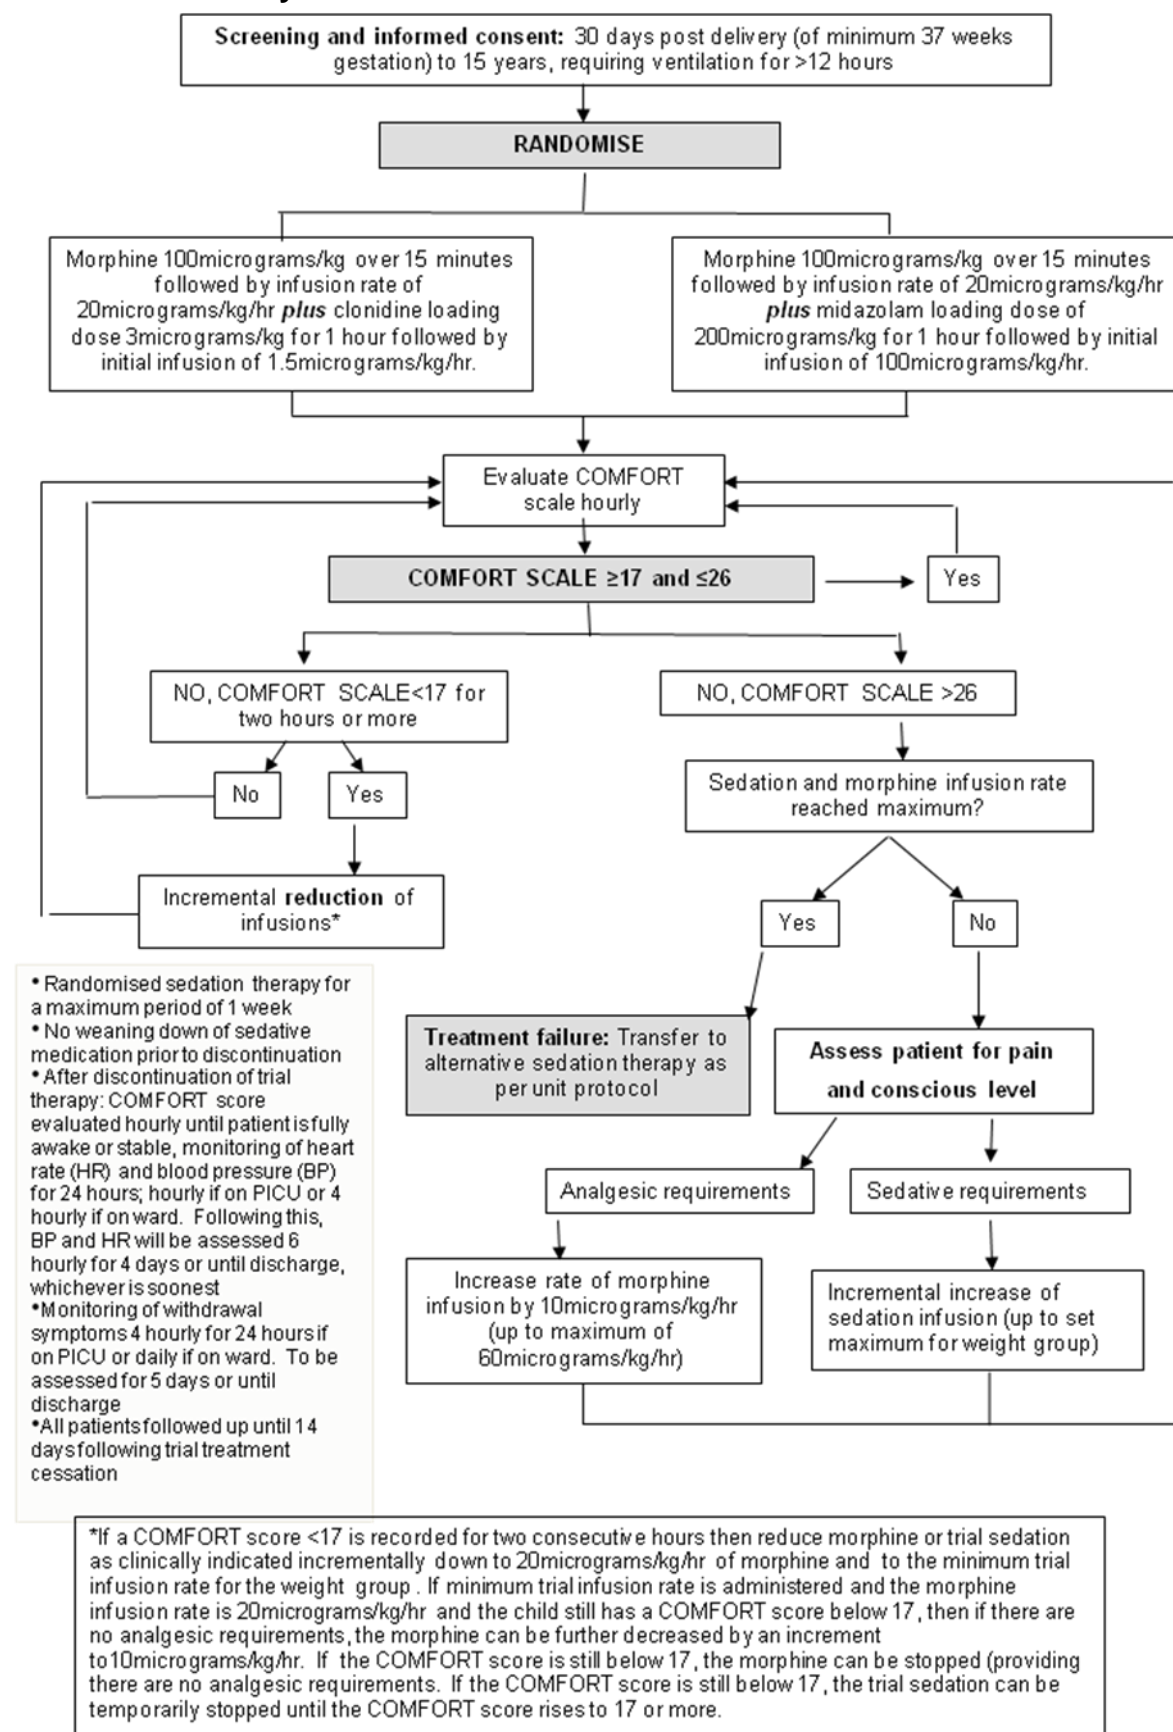 Screening and informed consent: 30 days post delivery (of minimum 37 weeks
gestation) to 15 years, requiring ventilation for >12 hours
RANDOMISE
Morphine 100micrograms/kg over 15 minutes
followed by infusion rate of
20micrograms/kg/hr plus clonidine loading
dose 3micrograms/kg for 1 hour followed by
initial infusion of 1.5micrograms/kg/hr.
Morphine 100micrograms/kg over 15 minutes
followed by infusion rate of 20micrograms/kg/hr
plus midazolam loading dose of
200micrograms/kg for 1 hour followed by initial
infusion of 100micrograms/kg/hr.
Evaluate COMFORT
scale hourly
COMFORT SCALE ≥17 and ≤26
Yes
NO, COMFORT SCALE<17 for
two hours or more
NO, COMFORT SCALE >26
No
Yes
Sedation and morphine infusion rate
reached maximum?
Incremental reduction of
infusions*
Yes
No
• Randomised sedation therapy for
a maximum period of 1 week
• No weaning down of sedative
medication prior to discontinuation
• After discontinuation of trial
therapy: COMFORT score
evaluated hourly until patient is fully
awake or stable, monitoring of heart
rate (HR) and blood pressure (BP)
for 24 hours; hourly if on PICU or 4
hourly if on ward. Following this,
BP and HR will be assessed 6
hourly for 4 days or until discharge,
whichever is soonest
•Monitoring of withdrawal
symptoms 4 hourly for 24 hours if
on PICU or daily if on ward. To be
assessed for 5 days or until
discharge
•All patients followed up until 14
days following trial treatment
cessation
Treatment failure: Transfer to
alternative sedation therapy as
per unit protocol
Assess patient for pain
and conscious level
Analgesic requirements
Sedative requirements
Increase rate of morphine
infusion by 10micrograms/kg/hr
(up to maximum of
60micrograms/kg/hr)
Incremental increase of
sedation infusion (up to set
maximum for weight group)
*If a COMFORT score <17 is recorded for two consecutive hours then reduce morphine or trial sedation
as clinically indicated incrementally down to 20micrograms/kg/hr of morphine and to the minimum trial
infusion rate for the weight group . If minimum trial infusion rate is administered and the morphine
infusion rate is 20micrograms/kg/hr and the child still has a COMFORT score below 17, then if there are
no analgesic requirements, the morphine can be further decreased by an increment
to10micrograms/kg/hr. If the COMFORT score is still below 17, the morphine can be stopped (providing
there are no analgesic requirements. If the COMFORT score is still below 17, the trial sedation can be
temporarily stopped until the COMFORT score rises to 17 or more.